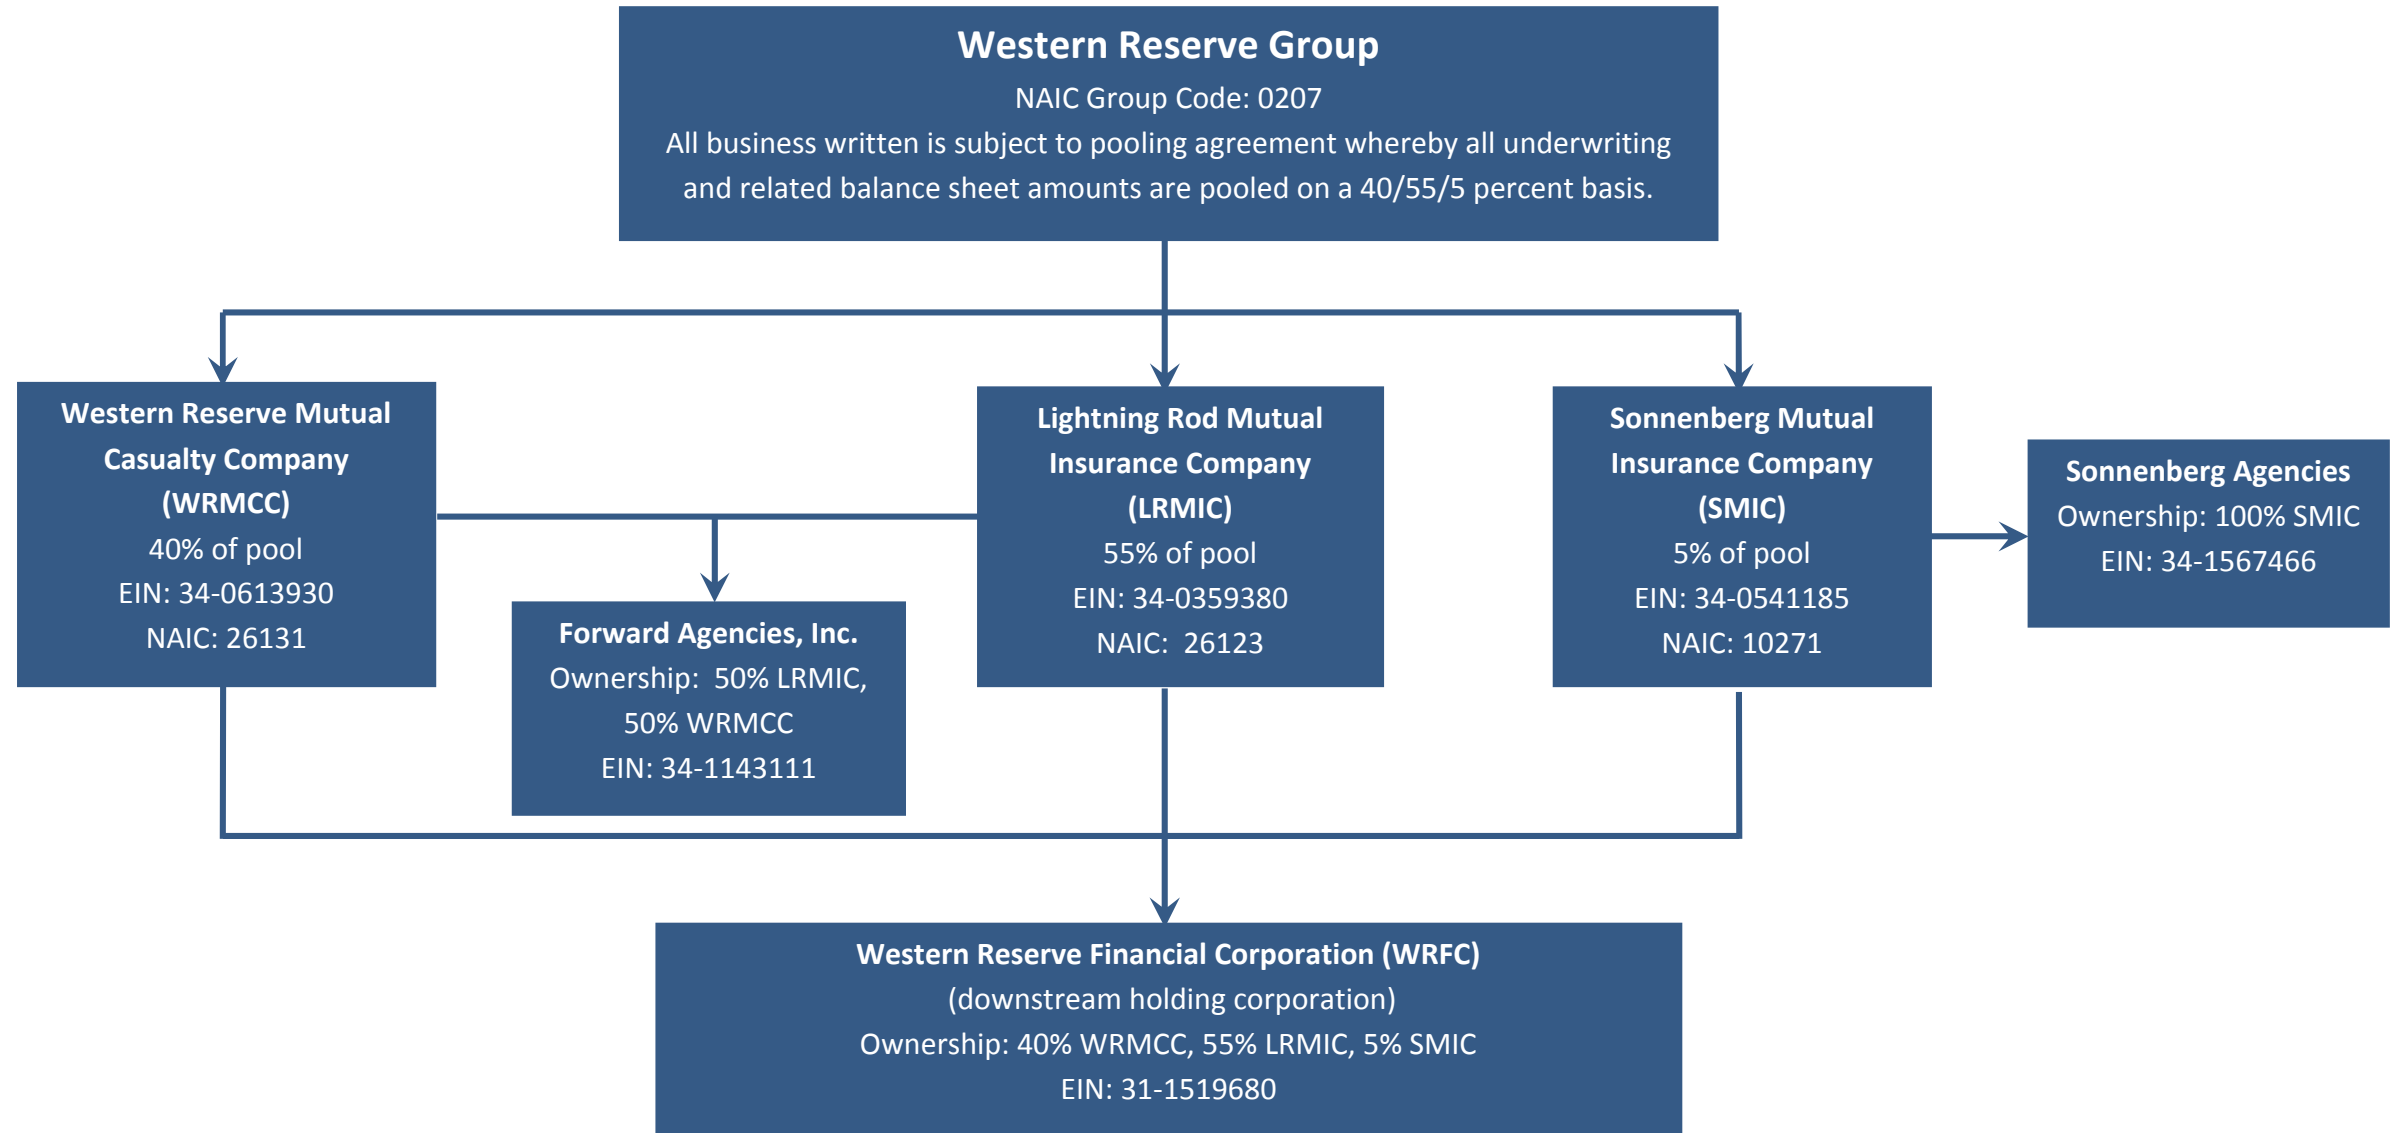 Western Reserve Group
NAIC Group Code: 0207
All business written is subject to pooling agreement whereby all underwriting
and related balance sheet amounts are pooled on a 40/55/5 percent basis.
Western Reserve Mutual
Casualty Company
(WRMCC)
40% of pool
EIN: 34-0613930
NAIC: 26131
Forward Agencies, Inc.
Ownership:  50% LRMIC,
50% WRMCC
EIN: 34-1143111
Lightning Rod Mutual
Insurance Company
(LRMIC)
55% of pool
EIN: 34-0359380
NAIC:  26123
Sonnenberg Mutual
Insurance Company
(SMIC)
5% of pool
EIN: 34-0541185
NAIC: 10271
Sonnenberg Agencies
Ownership: 100% SMIC
EIN: 34-1567466
Western Reserve Financial Corporation (WRFC)
(downstream holding corporation)
Ownership: 40% WRMCC, 55% LRMIC, 5% SMIC
EIN: 31-1519680